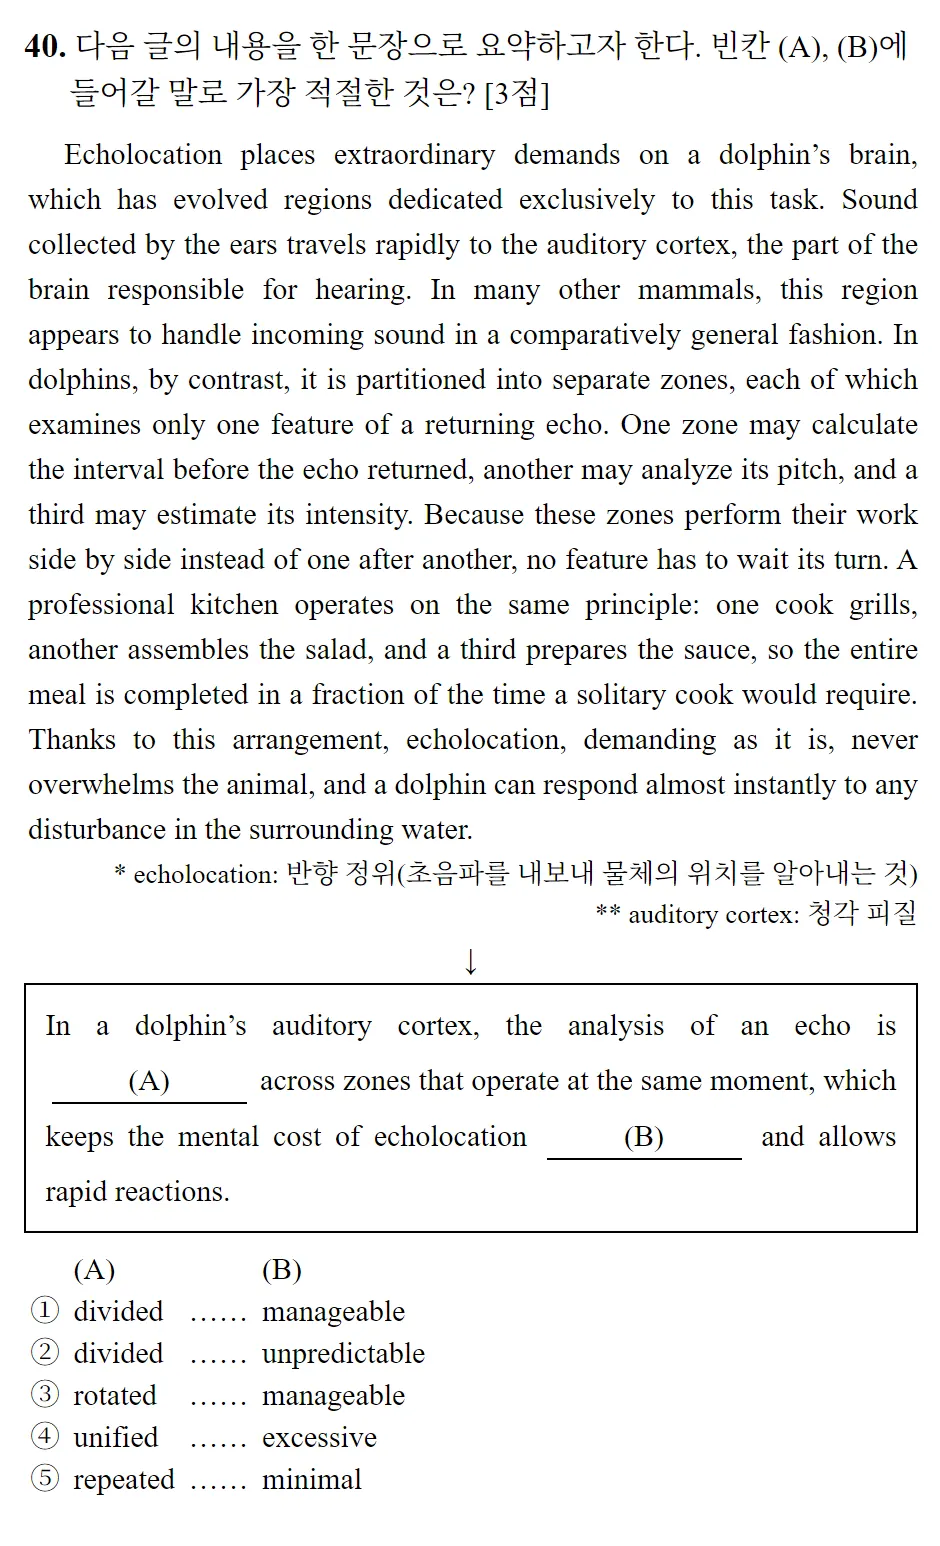 40. 다음 글의 내용을 한 문장으로 요약하고자 한다. 빈칸 (A), (B)에
들어갈 말로 가장 적절한 것은? [3점]
Echolocation places extraordinary demands on a dolphin's brain,
which has evolved regions dedicated exclusively to this task. Sound
collected by the ears travels rapidly to the auditory cortex, the part of the
brain responsible for hearing. In many other mammals, this region
appears to handle incoming sound in a comparatively general fashion. In
dolphins, by contrast, it is partitioned into separate zones, each of which
examines only one feature of a returning echo. One zone may calculate
the interval before the echo returned, another may analyze its pitch, and a
third may estimate its intensity. Because these zones perform their work
side by side instead of one after another, no feature has to wait its turn. A
professional kitchen operates on the same principle: one cook grills,
another assembles the salad, and a third prepares the sauce, so the entire
meal is completed in a fraction of the time a solitary cook would require.
Thanks to this arrangement, echolocation, demanding as it is, never
overwhelms the animal, and a dolphin can respond almost instantly to any
disturbance in the surrounding water.
* echolocation: 반향 정위(초음파를 내보내 물체의 위치를 알아내는 것)
** auditory cortex: 청각 피질
↓
In a dolphin's auditory cortex, the analysis of an echo is
(A) across zones that operate at the same moment, which
keeps the mental cost of echolocation (B) and allows
rapid reactions.
(A) (B)
① divided …… manageable
② divided …… unpredictable
③ rotated …… manageable
④ unified …… excessive
⑤ repeated …… minimal